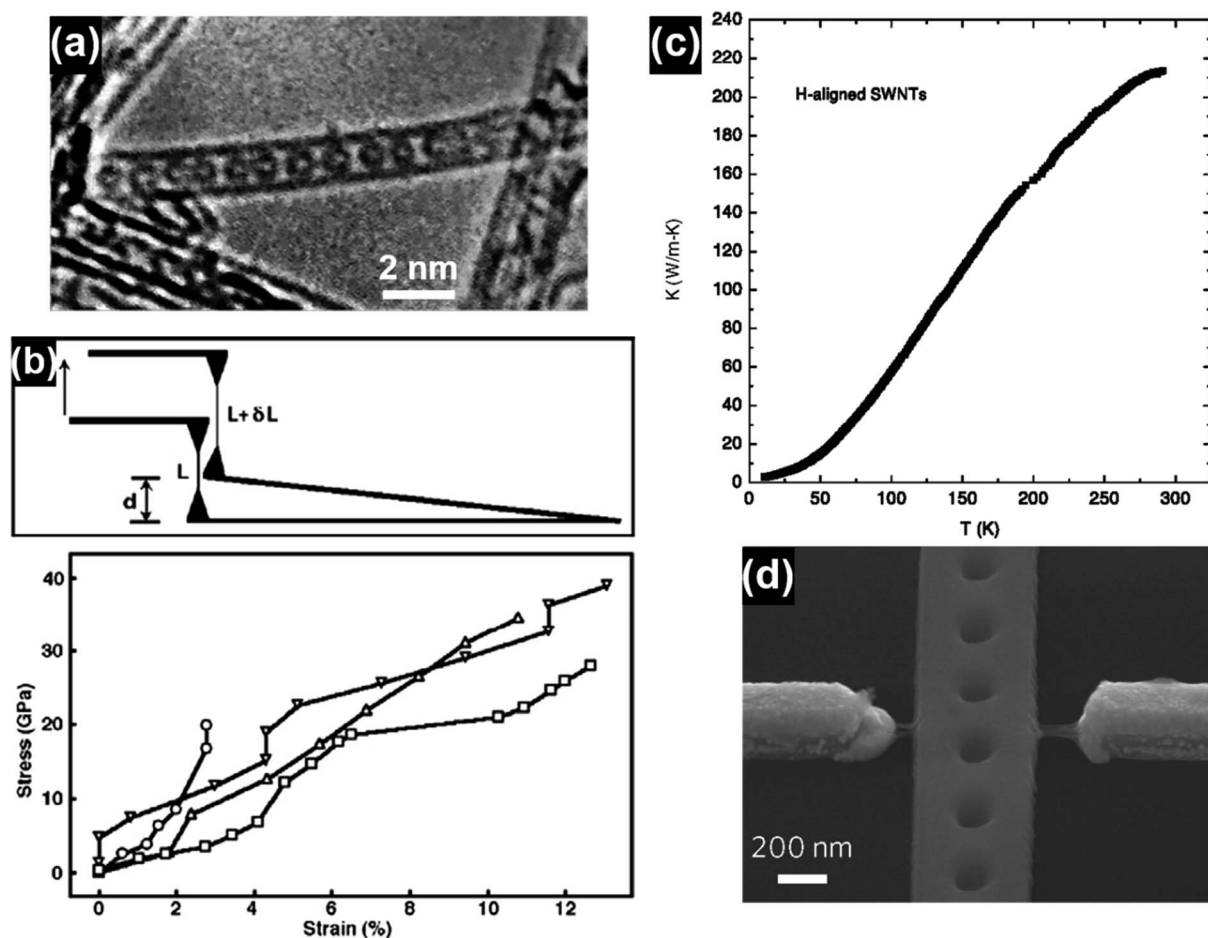 (a)
2 nm
(b)
L+ δL
L
d
Stress (GPa)
40
30
20
10
0
0 2 4 6 8 10 12
Strain (%)
(c)
H-aligned SWNTs
K (W/m-K)
240
220
200
180
160
140
120
100
80
60
40
20
0
0 50 100 150 200 250 300
T (K)
(d)
200 nm